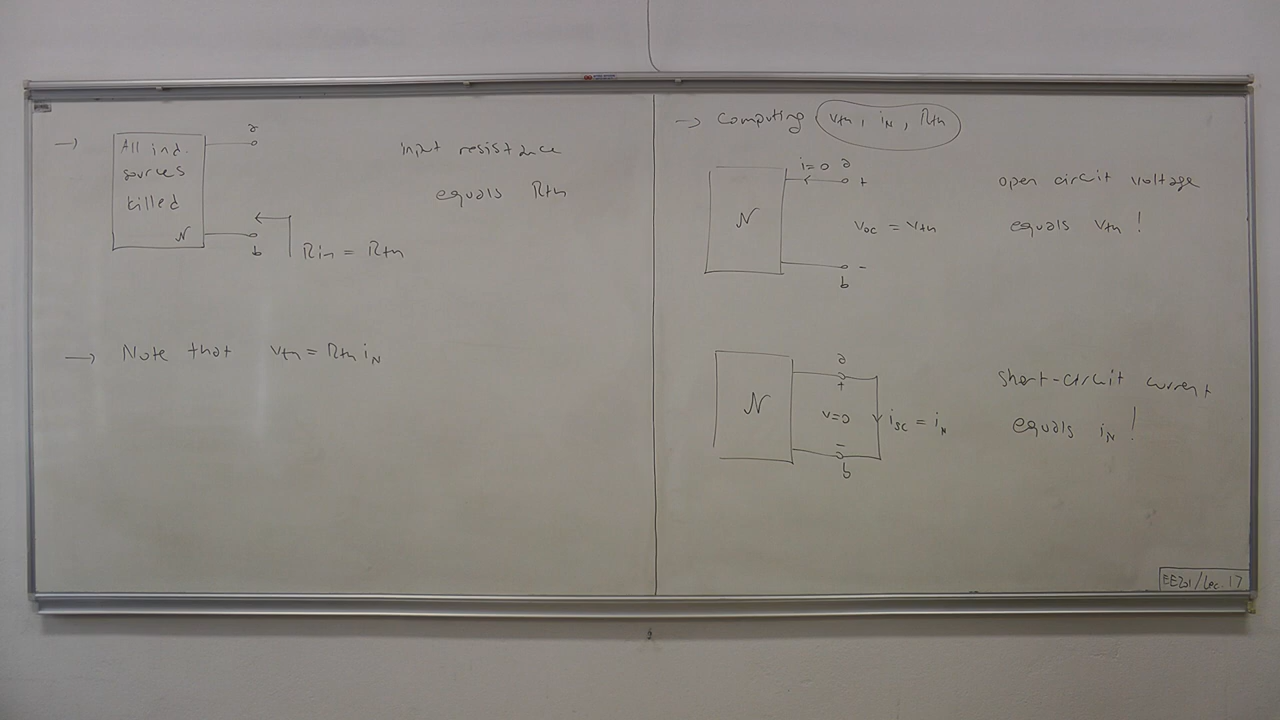 → All ind.
sources
killed
N
a
b
Rin = Rth
input resistance
equals Rth
→ Note that vth = Rth iN
→ Computing vth, iN, Rth
N
i=0 a
+
voc = vth
-
b
open circuit voltage
equals vth !
N
a
+
v=0
-
b
isc = iN
short-circuit current
equals iN !
EE201/Lec. 17